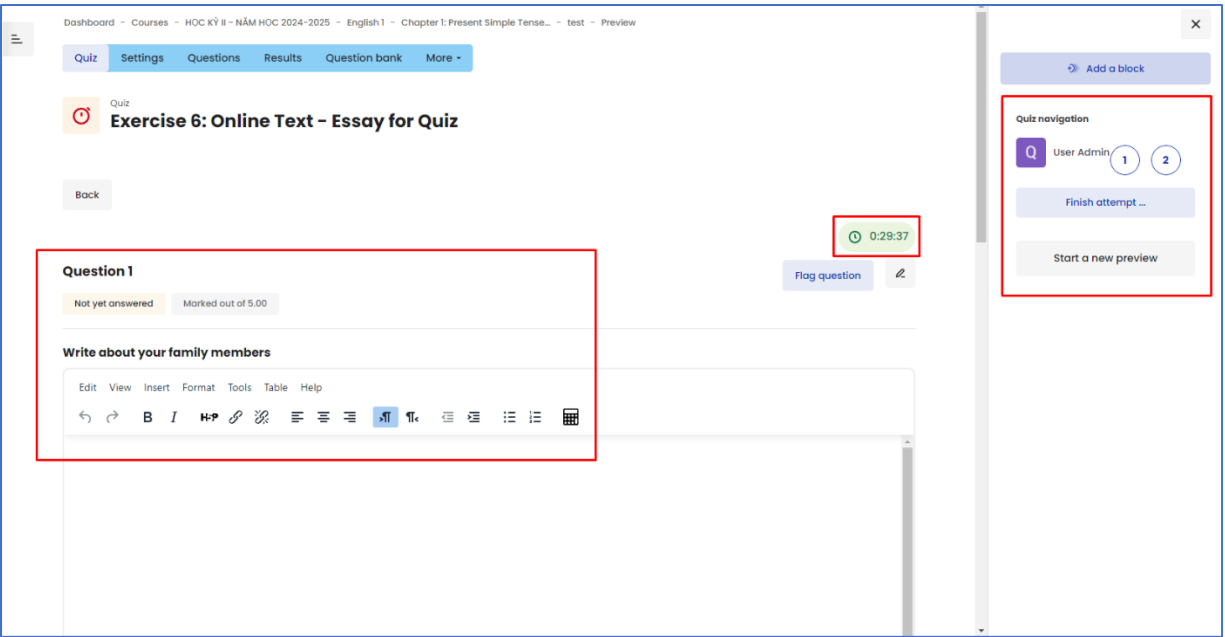 Dashboard - Courses - HỌC KỲ II - NĂM HỌC 2024-2025 - English 1 - Chapter 1: Present Simple Tense... - test - Preview
Quiz Settings Questions Results Question bank More
Quiz
Exercise 6: Online Text - Essay for Quiz
Back
0:29:37
Question 1
Flag question
Not yet answered Marked out of 5.00
Write about your family members
Edit View Insert Format Tools Table Help
B I H-P
Add a block
Quiz navigation
Q User Admin 1 2
Finish attempt ...
Start a new preview